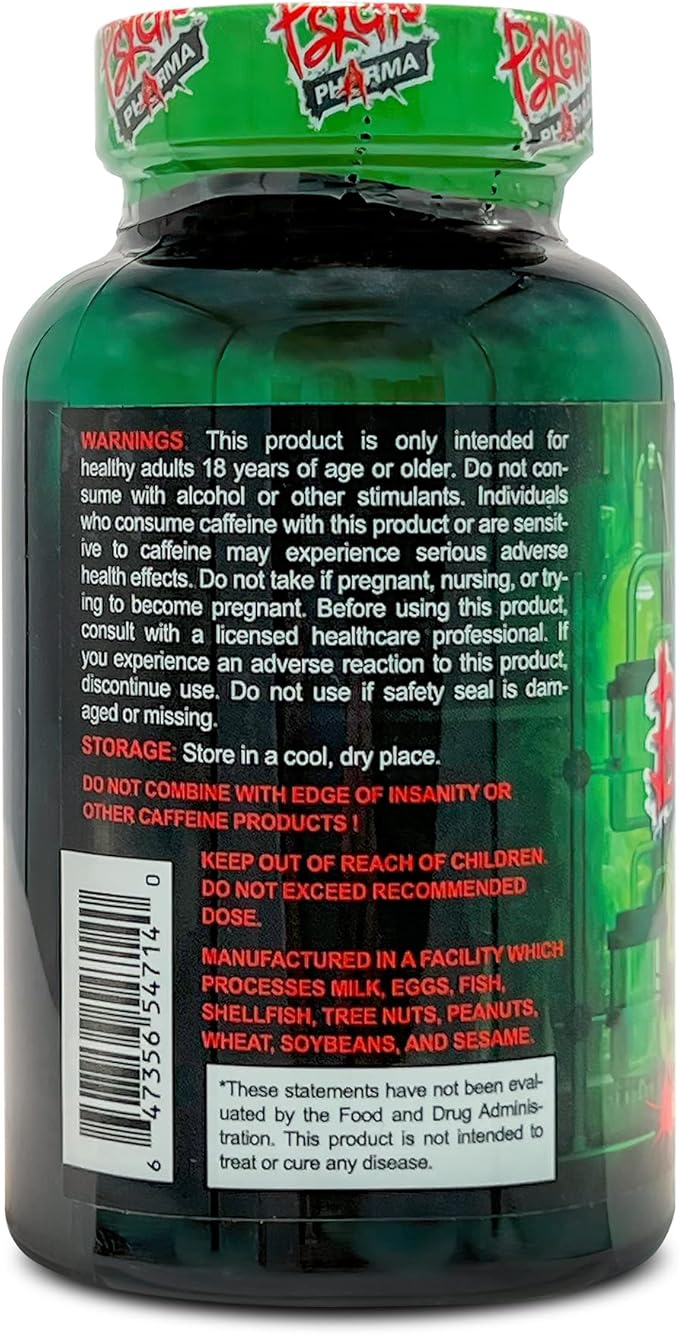 PSYCHO
PHARMA
PSYCHO
PHARMA
PSYCHO
PHARMA
WARNINGS: This product is only intended for
healthy adults 18 years of age or older. Do not con-
sume with alcohol or other stimulants. Individuals
who consume caffeine with this product or are sensit-
ive to caffeine may experience serious adverse
health effects. Do not take if pregnant, nursing, or try-
ing to become pregnant. Before using this product,
consult with a licensed healthcare professional. If
you experience an adverse reaction to this product,
discontinue use. Do not use if safety seal is dam-
aged or missing.
STORAGE: Store in a cool, dry place.
DO NOT COMBINE WITH EDGE OF INSANITY OR
OTHER CAFFEINE PRODUCTS !
KEEP OUT OF REACH OF CHILDREN.
DO NOT EXCEED RECOMMENDED
DOSE.
MANUFACTURED IN A FACILITY WHICH
PROCESSES MILK, EGGS, FISH,
SHELLFISH, TREE NUTS, PEANUTS,
WHEAT, SOYBEANS, AND SESAME.
6 47356 54714 0
*These statements have not been eval-
uated by the Food and Drug Adminis-
tration. This product is not intended to
treat or cure any disease.